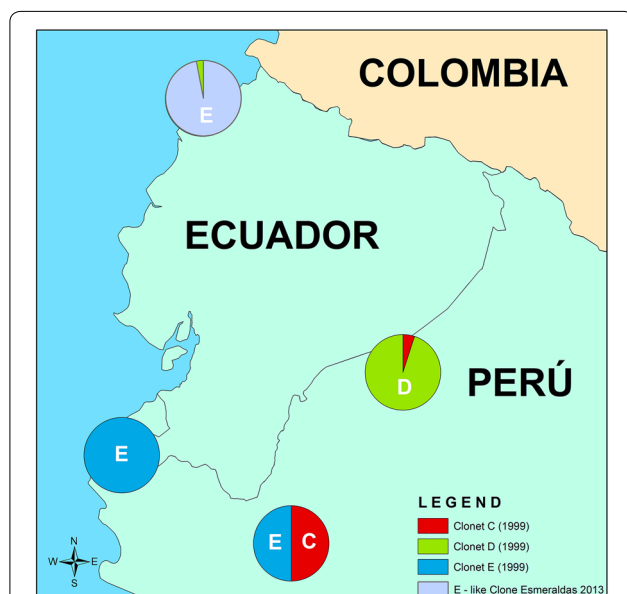 COLOMBIA
E
ECUADOR
D
PERÚ
E
E C
LEGEND
Clonet C (1999)
Clonet D (1999)
Clonet E (1999)
E - like Clone Esmeraldas 2013
N
W E
S